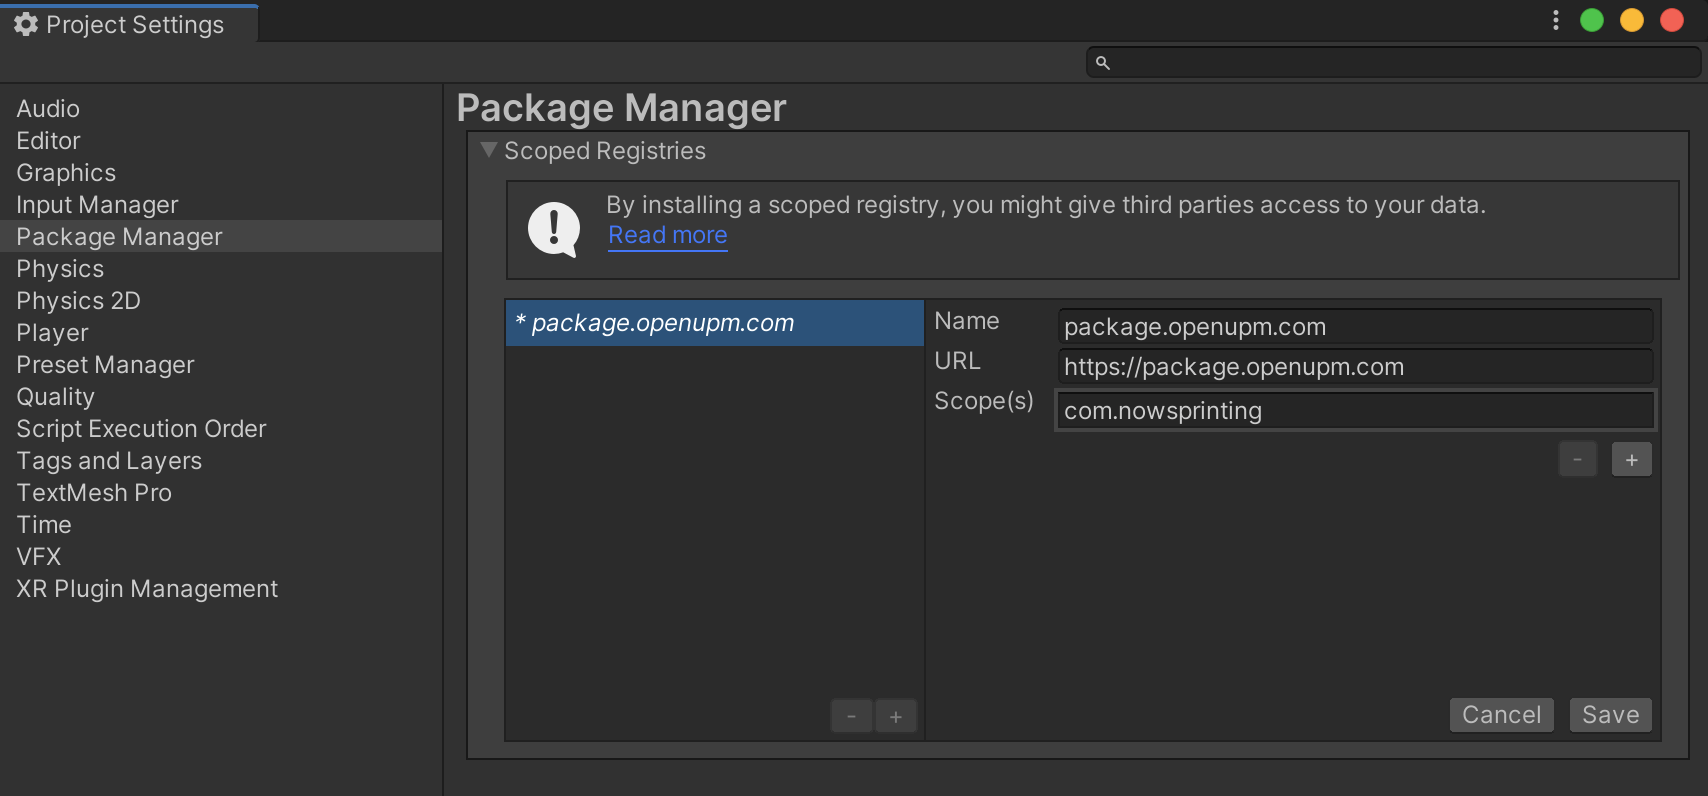 Project Settings
Audio
Editor
Graphics
Input Manager
Package Manager
Physics
Physics 2D
Player
Preset Manager
Quality
Script Execution Order
Tags and Layers
TextMesh Pro
Time
VFX
XR Plugin Management
Package Manager
Scoped Registries
By installing a scoped registry, you might give third parties access to your data.
Read more
* package.openupm.com
- +
Name package.openupm.com
URL https://package.openupm.com
Scope(s) com.nowsprinting
- +
Cancel Save